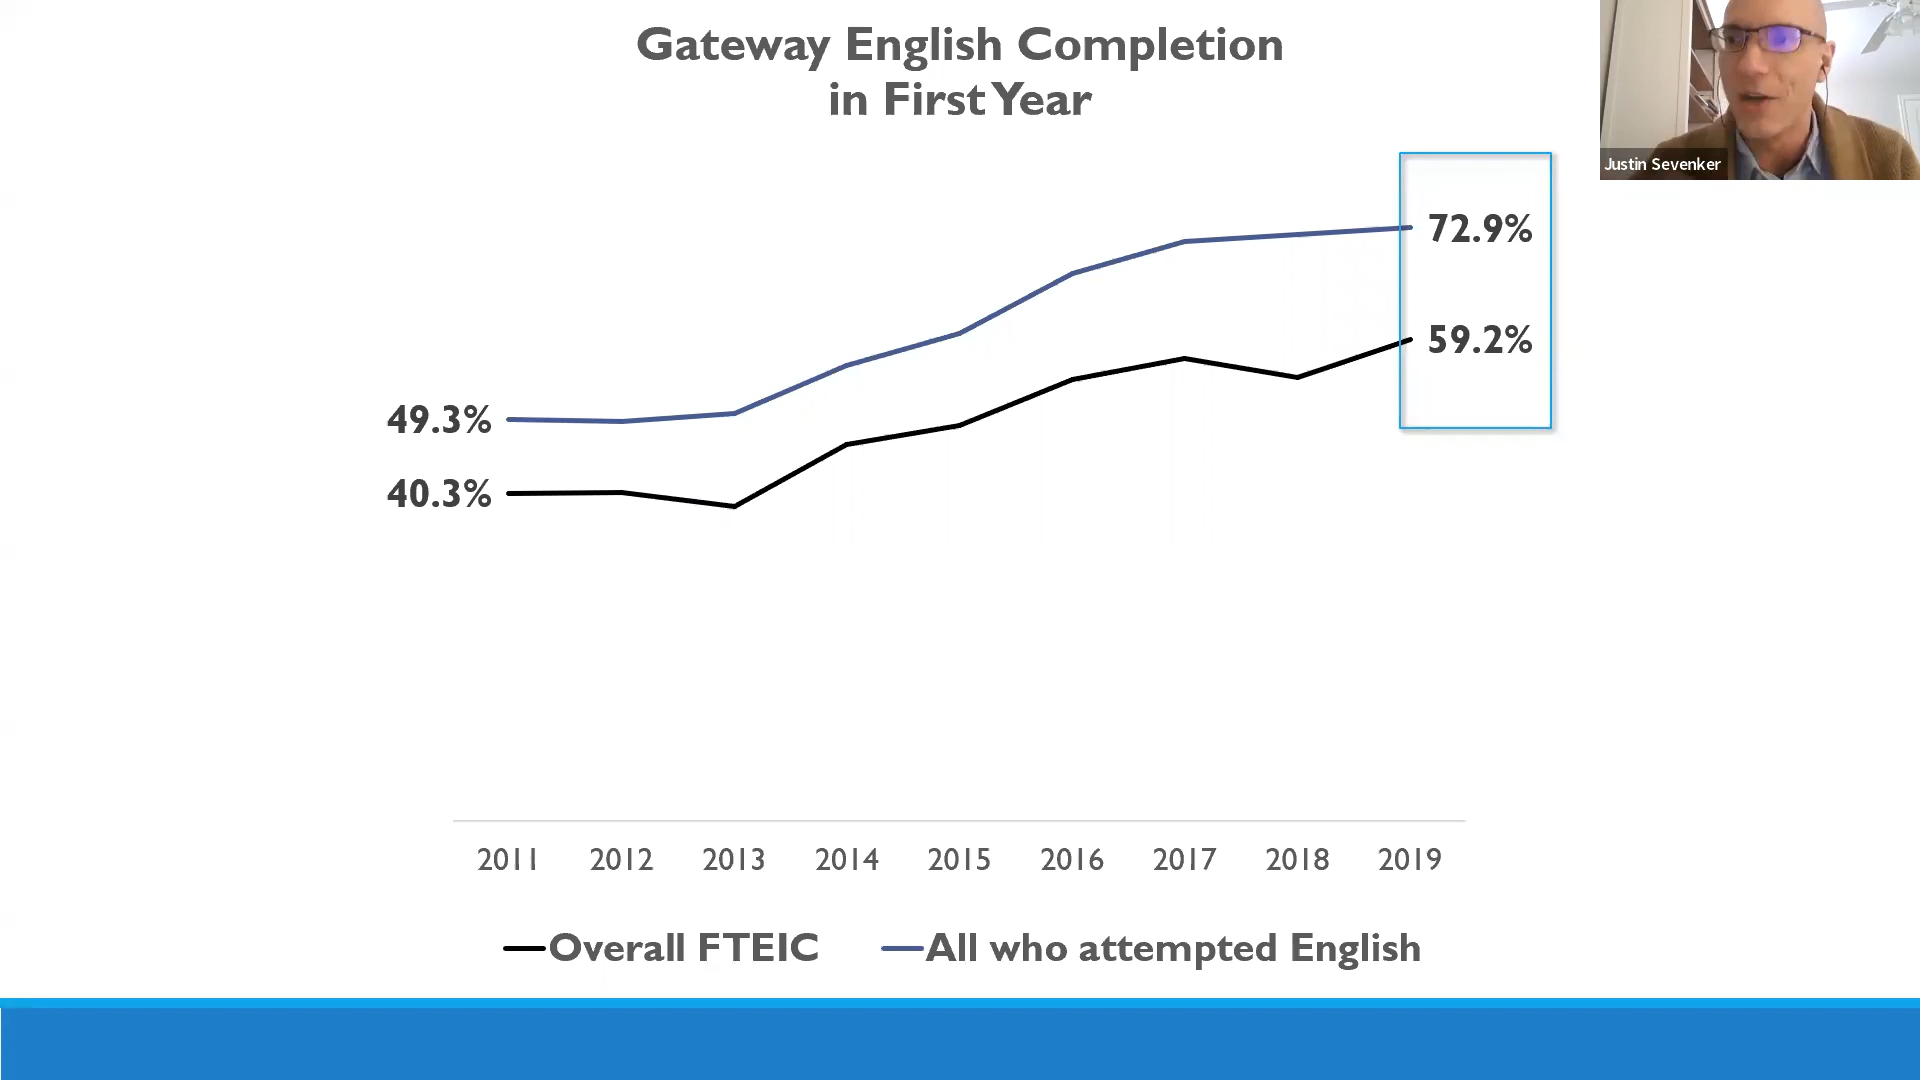 Gateway English Completion
in First Year
Justin Sevenker
72.9%
59.2%
49.3%
40.3%
2011 2012 2013 2014 2015 2016 2017 2018 2019
Overall FTEIC All who attempted English